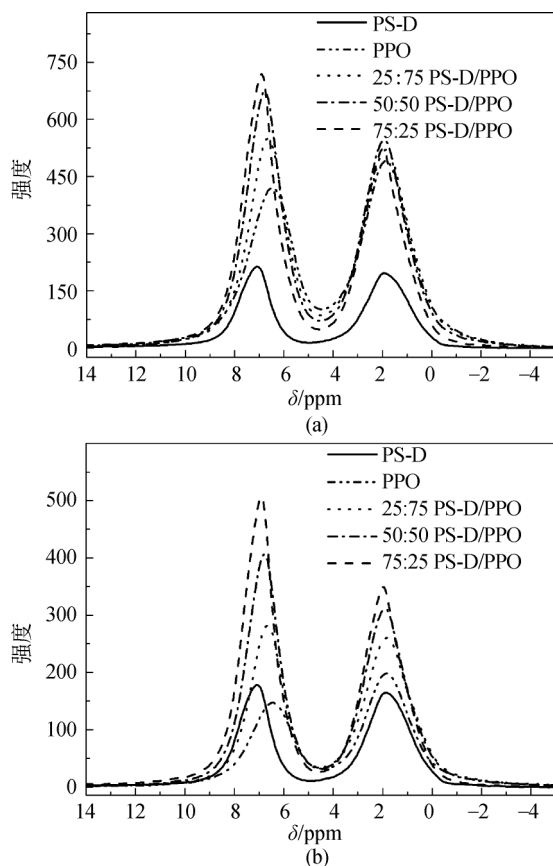 PS-D
PPO
25:75 PS-D/PPO
50:50 PS-D/PPO
75:25 PS-D/PPO
750
600
450
300
150
0
强度
14 12 10 8 6 4 2 0 −2 −4
δ/ppm
(a)
PS-D
PPO
25:75 PS-D/PPO
50:50 PS-D/PPO
75:25 PS-D/PPO
500
400
300
200
100
0
强度
14 12 10 8 6 4 2 0 −2 −4
δ/ppm
(b)